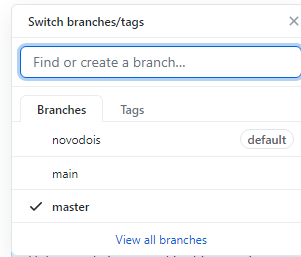 Switch branches/tags
Find or create a branch...
Branches Tags
novodois default
main
master
View all branches